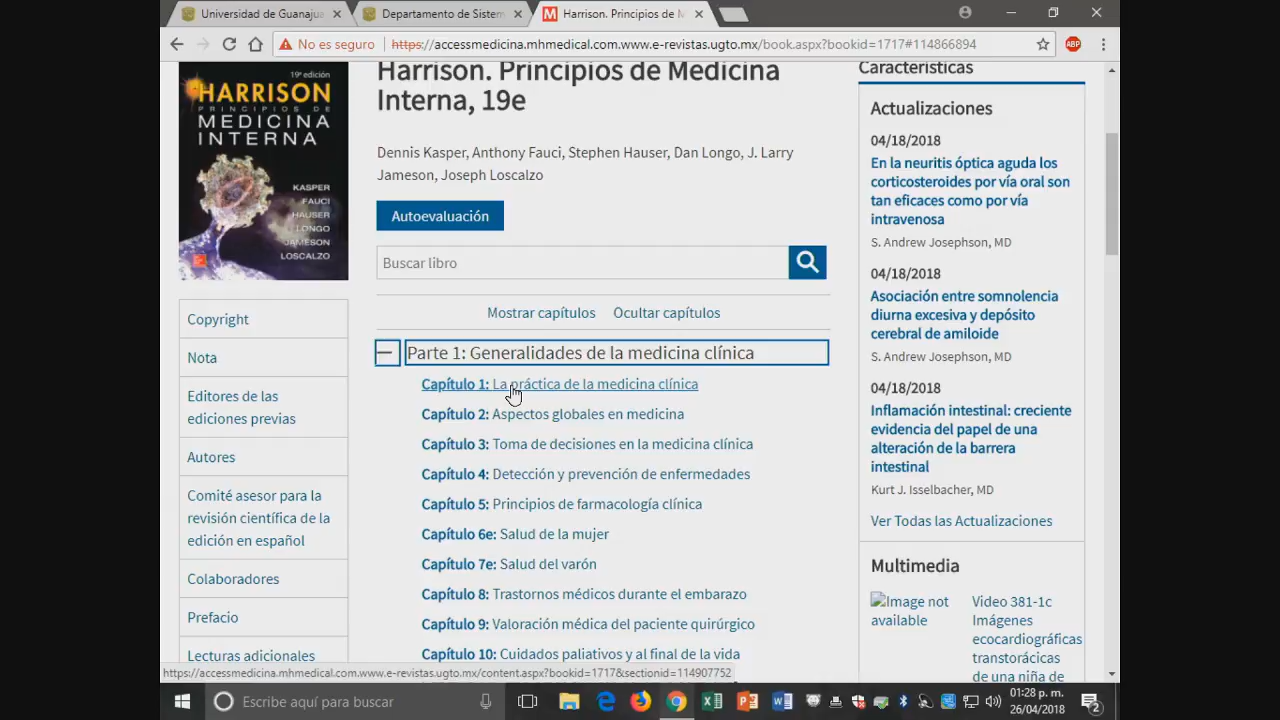 Universidad de Guanajua
Departamento de Sistem
Harrison. Principios de M
No es seguro
https://accessmedicina.mhmedical.com.www.e-revistas.ugto.mx/book.aspx?bookid=1717#114866894
ABP
19ª edición
HARRISON
PRINCIPIOS DE
MEDICINA
INTERNA
KASPER
FAUCI
HAUSER
LONGO
JAMESON
LOSCALZO
Copyright
Nota
Editores de las
ediciones previas
Autores
Comité asesor para la
revisión científica de la
edición en español
Colaboradores
Prefacio
Lecturas adicionales
Harrison. Principios de Medicina
Interna, 19e
Dennis Kasper, Anthony Fauci, Stephen Hauser, Dan Longo, J. Larry
Jameson, Joseph Loscalzo
Autoevaluación
Buscar libro
Mostrar capítulos
Ocultar capítulos
Parte 1: Generalidades de la medicina clínica
Capítulo 1: La práctica de la medicina clínica
Capítulo 2: Aspectos globales en medicina
Capítulo 3: Toma de decisiones en la medicina clínica
Capítulo 4: Detección y prevención de enfermedades
Capítulo 5: Principios de farmacología clínica
Capítulo 6e: Salud de la mujer
Capítulo 7e: Salud del varón
Capítulo 8: Trastornos médicos durante el embarazo
Capítulo 9: Valoración médica del paciente quirúrgico
Capítulo 10: Cuidados paliativos y al final de la vida
Características
Actualizaciones
04/18/2018
En la neuritis óptica aguda los
corticosteroides por vía oral son
tan eficaces como por vía
intravenosa
S. Andrew Josephson, MD
04/18/2018
Asociación entre somnolencia
diurna excesiva y depósito
cerebral de amiloide
S. Andrew Josephson, MD
04/18/2018
Inflamación intestinal: creciente
evidencia del papel de una
alteración de la barrera
intestinal
Kurt J. Isselbacher, MD
Ver Todas las Actualizaciones
Multimedia
Image not
available
Video 381-1c
Imágenes
ecocardiográficas
transtorácicas
de una niña de
https://accessmedicina.mhmedical.com.www.e-revistas.ugto.mx/content.aspx?bookid=1717&sectionid=114907752
Escribe aquí para buscar
01:28 p. m.
26/04/2018
2